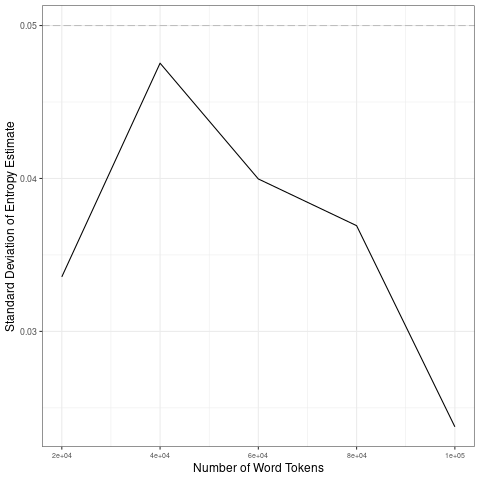 Standard Deviation of Entropy Estimate
0.05
0.04
0.03
2e+04 4e+04 6e+04 8e+04 1e+05
Number of Word Tokens